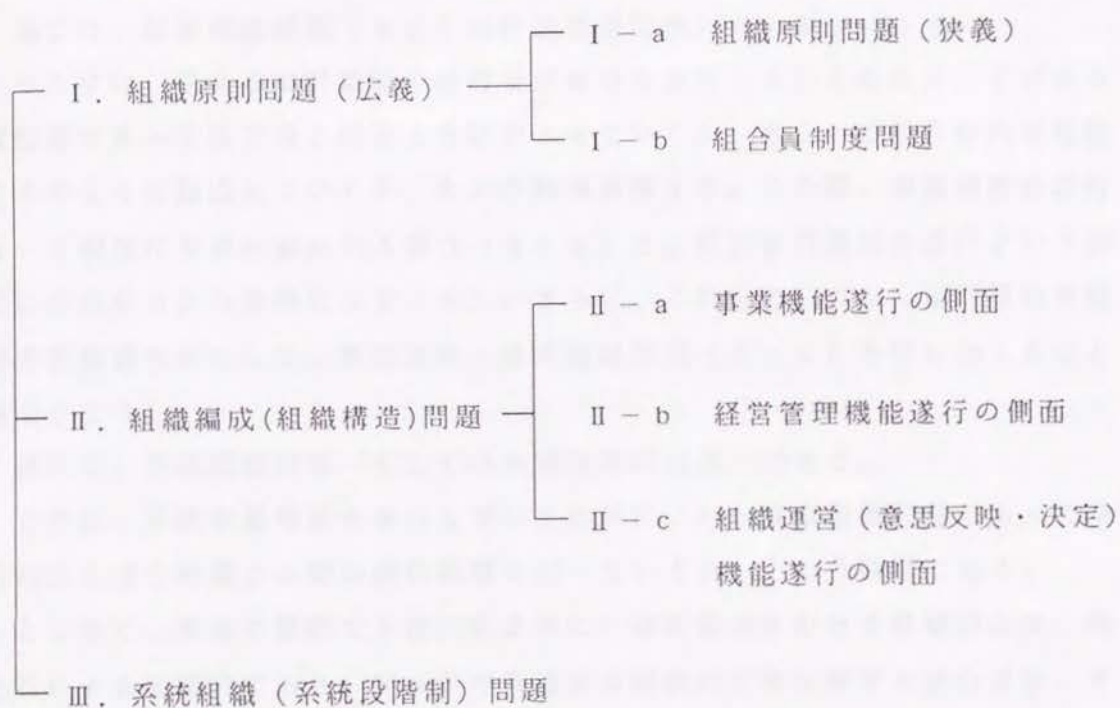 Ⅰ．組織原則問題（広義）
Ⅰ－a　組織原則問題（狭義）
Ⅰ－b　組合員制度問題
Ⅱ．組織編成(組織構造)問題
Ⅱ－a　事業機能遂行の側面
Ⅱ－b　経営管理機能遂行の側面
Ⅱ－c　組織運営（意思反映・決定）
機能遂行の側面
Ⅲ．系統組織（系統段階制）問題